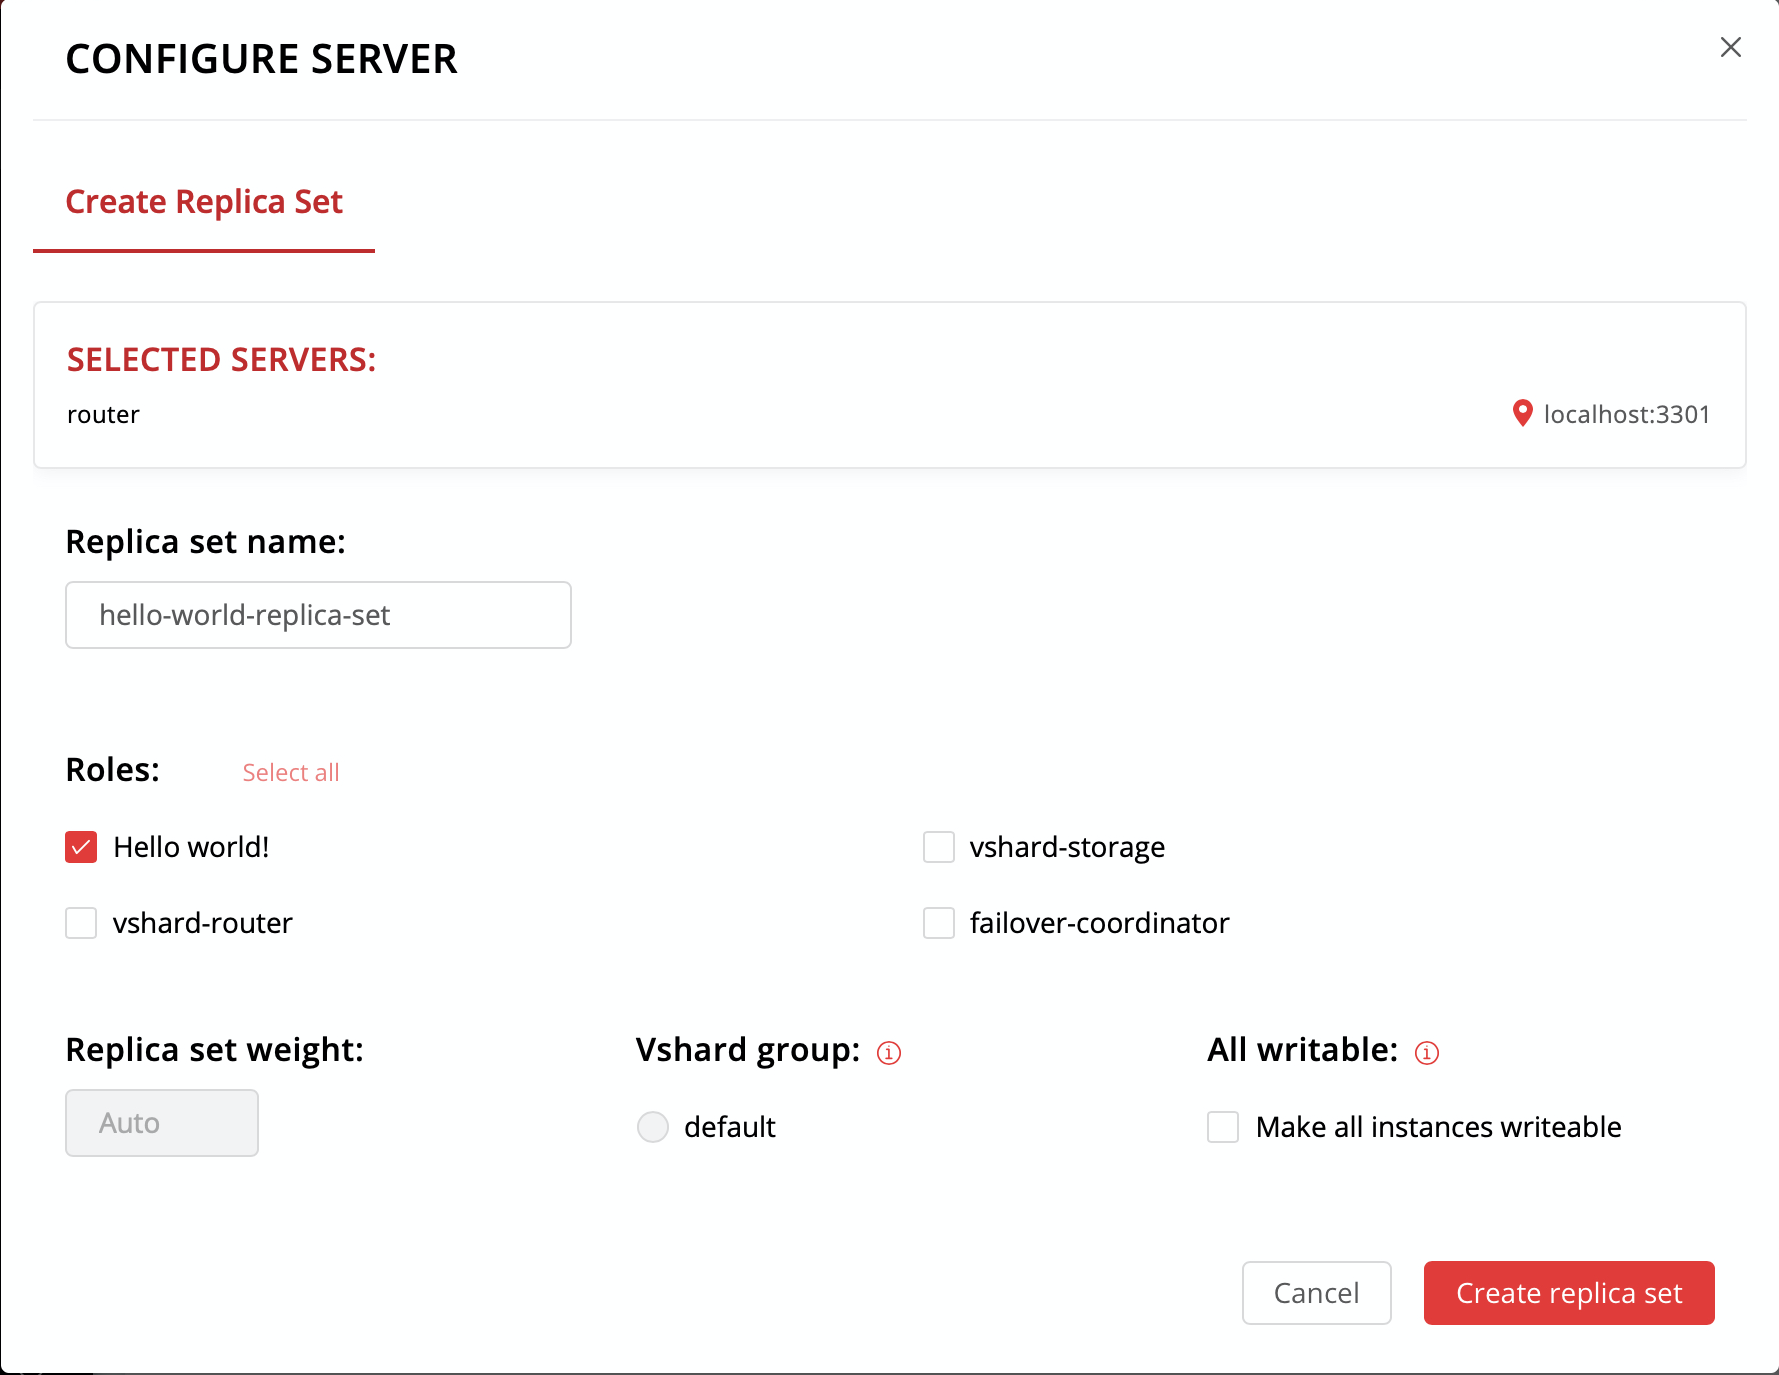 CONFIGURE SERVER
Create Replica Set
SELECTED SERVERS:
router localhost:3301
Replica set name:
hello-world-replica-set
Roles: Select all
Hello world! vshard-storage
vshard-router failover-coordinator
Replica set weight: Vshard group: All writable:
Auto default Make all instances writeable
Cancel Create replica set